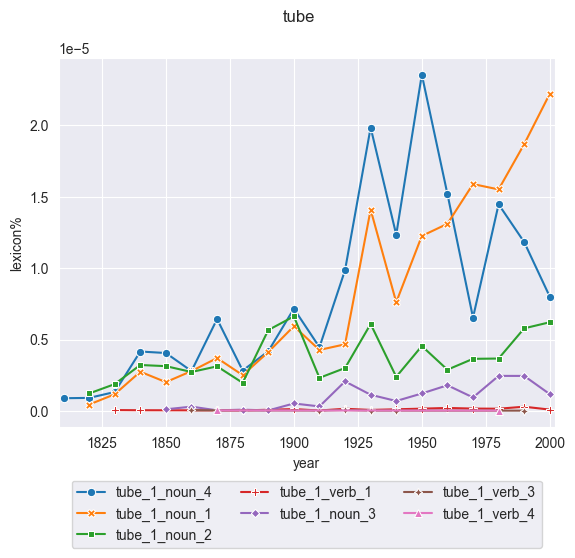 tube
1e−5
2.0
1.5
1.0
0.5
0.0
lexicon%
1825 1850 1875 1900 1925 1950 1975 2000
year
tube_1_noun_4 tube_1_verb_1 tube_1_verb_3
tube_1_noun_1 tube_1_noun_3 tube_1_verb_4
tube_1_noun_2